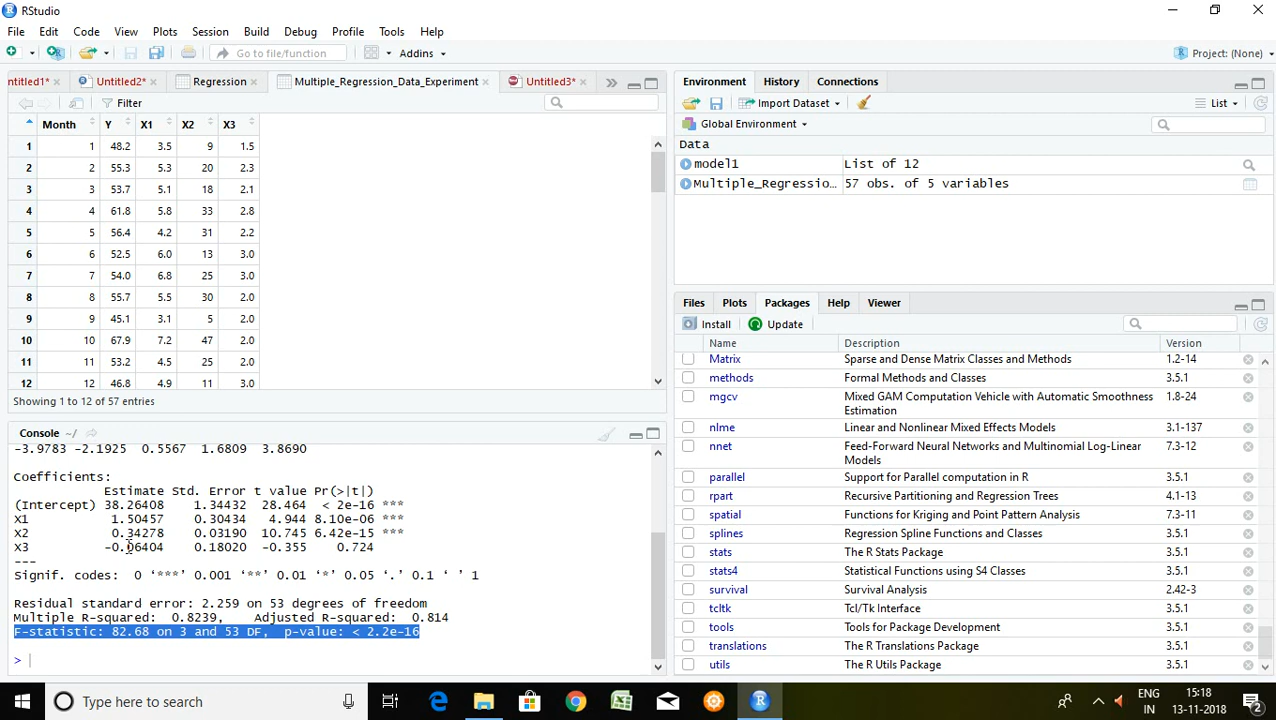 RStudio
File Edit Code View Plots Session Build Debug Profile Tools Help
Go to file/function Addins Project: (None)
ntitled1* Untitled2* Regression Multiple_Regression_Data_Experiment Untitled3*
Filter
Month Y X1 X2 X3
1 1 48.2 3.5 9 1.5
2 2 55.3 5.3 20 2.3
3 3 53.7 5.1 18 2.1
4 4 61.8 5.8 33 2.8
5 5 56.4 4.2 31 2.2
6 6 52.5 6.0 13 3.0
7 7 54.0 6.8 25 3.0
8 8 55.7 5.5 30 2.0
9 9 45.1 3.1 5 2.0
10 10 67.9 7.2 47 2.0
11 11 53.2 4.5 25 2.0
12 12 46.8 4.9 11 3.0
Showing 1 to 12 of 57 entries
Console ~/
-3.9783 -2.1925 0.5567 1.6809 3.8690
Coefficients:
Estimate Std. Error t value Pr(>|t|)
(Intercept) 38.26408 1.34432 28.464 < 2e-16 ***
X1 1.50457 0.30434 4.944 8.10e-06 ***
X2 0.34278 0.03190 10.745 6.42e-15 ***
X3 -0.06404 0.18020 -0.355 0.724
---
Signif. codes: 0 ‘***’ 0.001 ‘**’ 0.01 ‘*’ 0.05 ‘.’ 0.1 ‘ ’ 1
Residual standard error: 2.259 on 53 degrees of freedom
Multiple R-squared: 0.8239, Adjusted R-squared: 0.814
F-statistic: 82.68 on 3 and 53 DF, p-value: < 2.2e-16
>
Environment History Connections
Import Dataset List
Global Environment
Data
model1 List of 12
Multiple_Regressio… 57 obs. of 5 variables
Files Plots Packages Help Viewer
Install Update
Name Description Version
Matrix Sparse and Dense Matrix Classes and Methods 1.2-14
methods Formal Methods and Classes 3.5.1
mgcv Mixed GAM Computation Vehicle with Automatic Smoothness 1.8-24
Estimation
nlme Linear and Nonlinear Mixed Effects Models 3.1-137
nnet Feed-Forward Neural Networks and Multinomial Log-Linear 7.3-12
Models
parallel Support for Parallel computation in R 3.5.1
rpart Recursive Partitioning and Regression Trees 4.1-13
spatial Functions for Kriging and Point Pattern Analysis 7.3-11
splines Regression Spline Functions and Classes 3.5.1
stats The R Stats Package 3.5.1
stats4 Statistical Functions using S4 Classes 3.5.1
survival Survival Analysis 2.42-3
tcltk Tcl/Tk Interface 3.5.1
tools Tools for Package Development 3.5.1
translations The R Translations Package 3.5.1
utils The R Utils Package 3.5.1
Type here to search
ENG 15:18
IN 13-11-2018
2